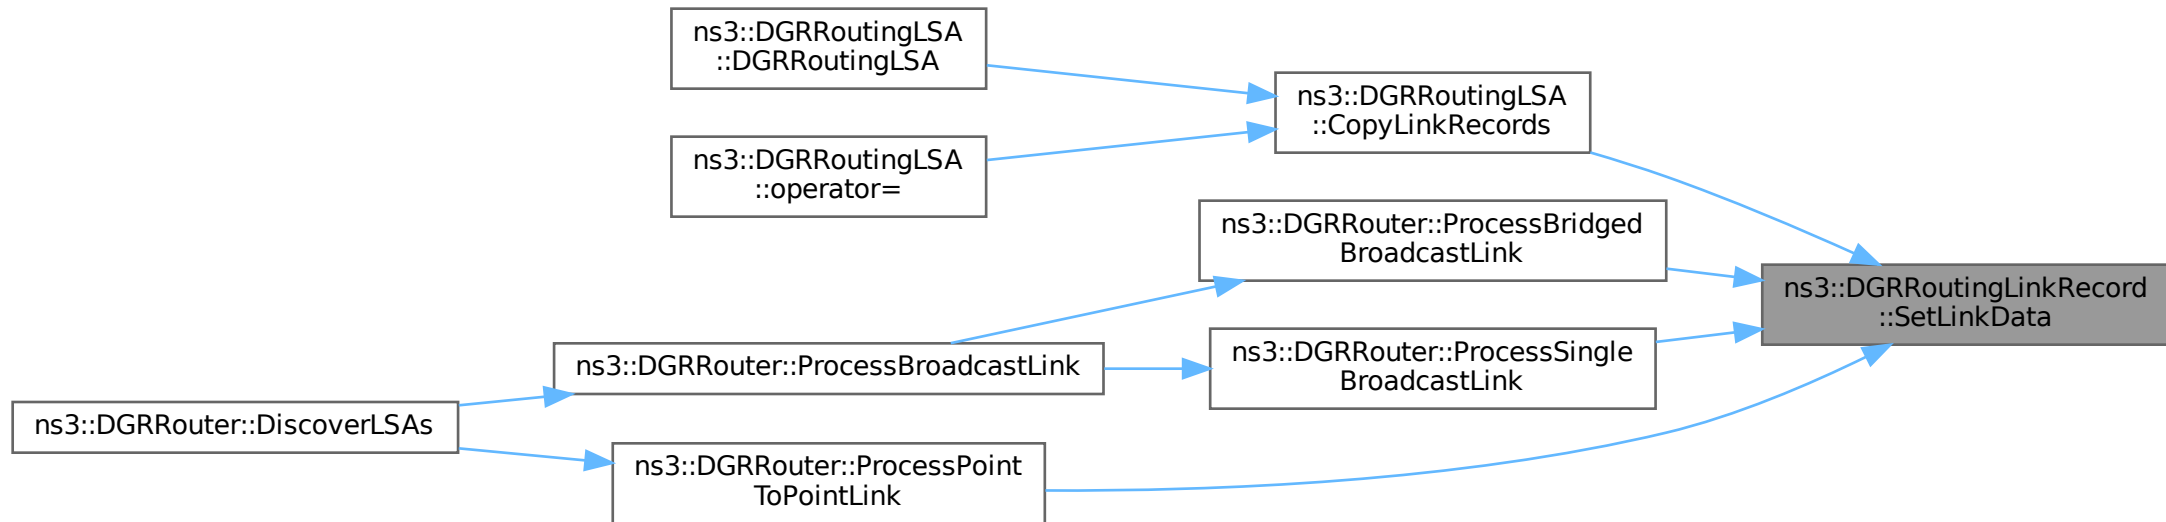 ns3::DGRRoutingLSA
::DGRRoutingLSA
ns3::DGRRoutingLSA
::CopyLinkRecords
ns3::DGRRoutingLSA
::operator=
ns3::DGRRouter::ProcessBridged
BroadcastLink
ns3::DGRRoutingLinkRecord
::SetLinkData
ns3::DGRRouter::ProcessBroadcastLink
ns3::DGRRouter::ProcessSingle
BroadcastLink
ns3::DGRRouter::DiscoverLSAs
ns3::DGRRouter::ProcessPoint
ToPointLink